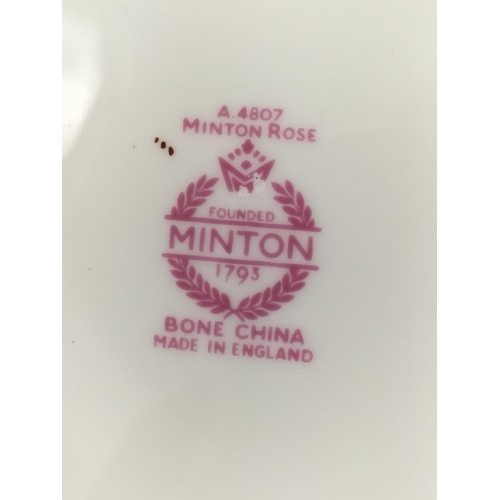 A.4807
MINTON ROSE
FOUNDED
MINTON
1793
BONE CHINA
MADE IN ENGLAND